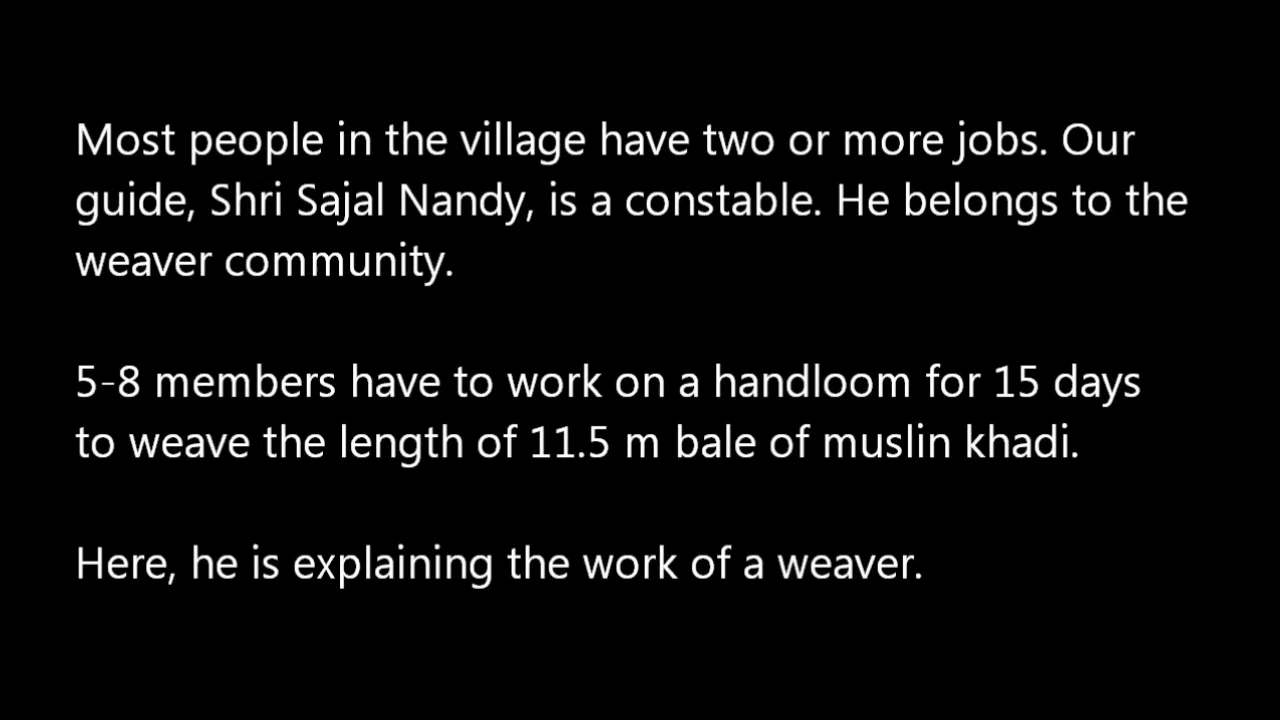 Most people in the village have two or more jobs. Our
guide, Shri Sajal Nandy, is a constable. He belongs to the
weaver community.
5-8 members have to work on a handloom for 15 days
to weave the length of 11.5 m bale of muslin khadi.
Here, he is explaining the work of a weaver.